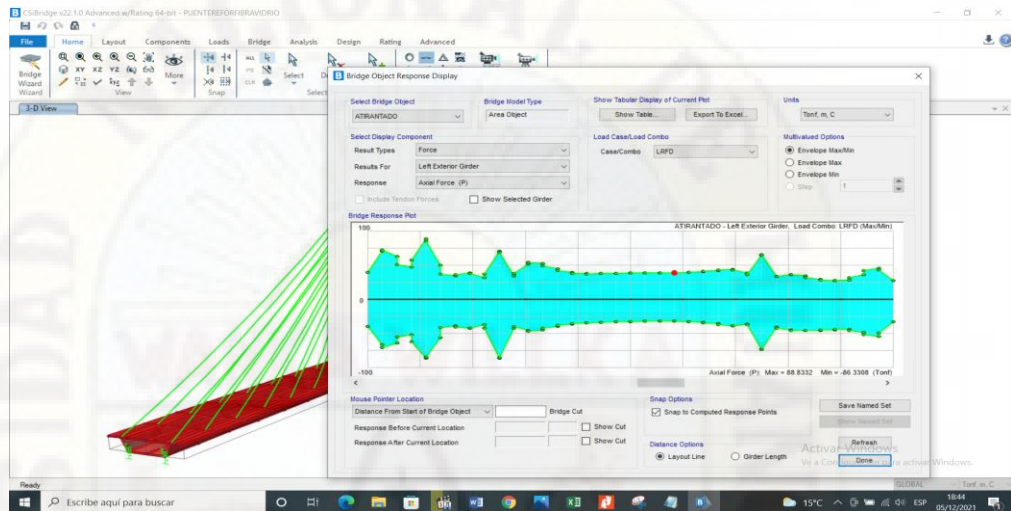 CSiBridge v22.1.0 Advanced w/Rating 64-bit - PUENTEREFORFIBRAVIORIO
File Home Layout Components Loads Bridge Analysis Design Rating Advanced
Bridge Wizard
XY XZ YZ
More
ALL
PS
CLR
Select
Wizard View Snap Select
3-D View
Bridge Object Response Display
Select Bridge Object
ATIRANTADO
Bridge Model Type
Area Object
Show Tabular Display of Current Plot
Show Table...
Export To Excel...
Units
Tonf, m, C
Select Display Component
Result Types Force
Results For Left Exterior Girder
Response Axial Force (P)
Include Tendon Forces
Show Selected Girder
Load Case/Load Combo
Case/Combo LRFD
Multivalued Options
Envelope Max/Min
Envelope Max
Envelope Min
Step 1
Bridge Response Plot
100.
ATIRANTADO - Left Exterior Girder, Load Combo: LRFD (Max/Min)
0
-100.
Axial Force (P) Max = 88.8332 Min = -86.3308 (Tonf)
Mouse Pointer Location
Distance From Start of Bridge Object
Bridge Cut
Response Before Current Location
Show Cut
Response After Current Location
Show Cut
Snap Options
Snap to Computed Response Points
Distance Options
Layout Line
Girder Length
Save Named Set
Show Named Set
Refresh
Done
Activar Windows
Ready
GLOBAL
Tonf, m, C
Escribe aquí para buscar
15°C
ESP
18:44
05/12/2021